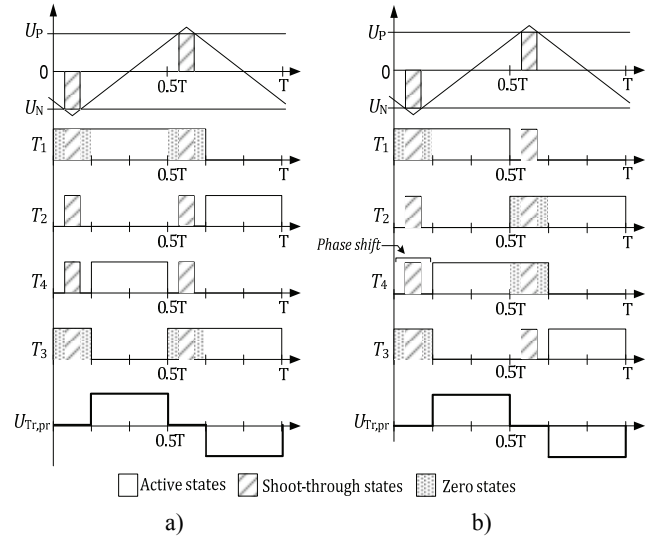 U_P
0
0.5T
T
U_N
T_1
0.5T
T
T_2
0.5T
T
T_4
0.5T
T
T_3
0.5T
T
U_Tr,pr
0.5T
U_P
0
0.5T
T
U_N
T_1
0.5T
T
T_2
0.5T
T
Phase shift
T_4
0.5T
T
T_3
0.5T
T
U_Tr,pr
0.5T
Active states
Shoot-through states
Zero states
a)
b)